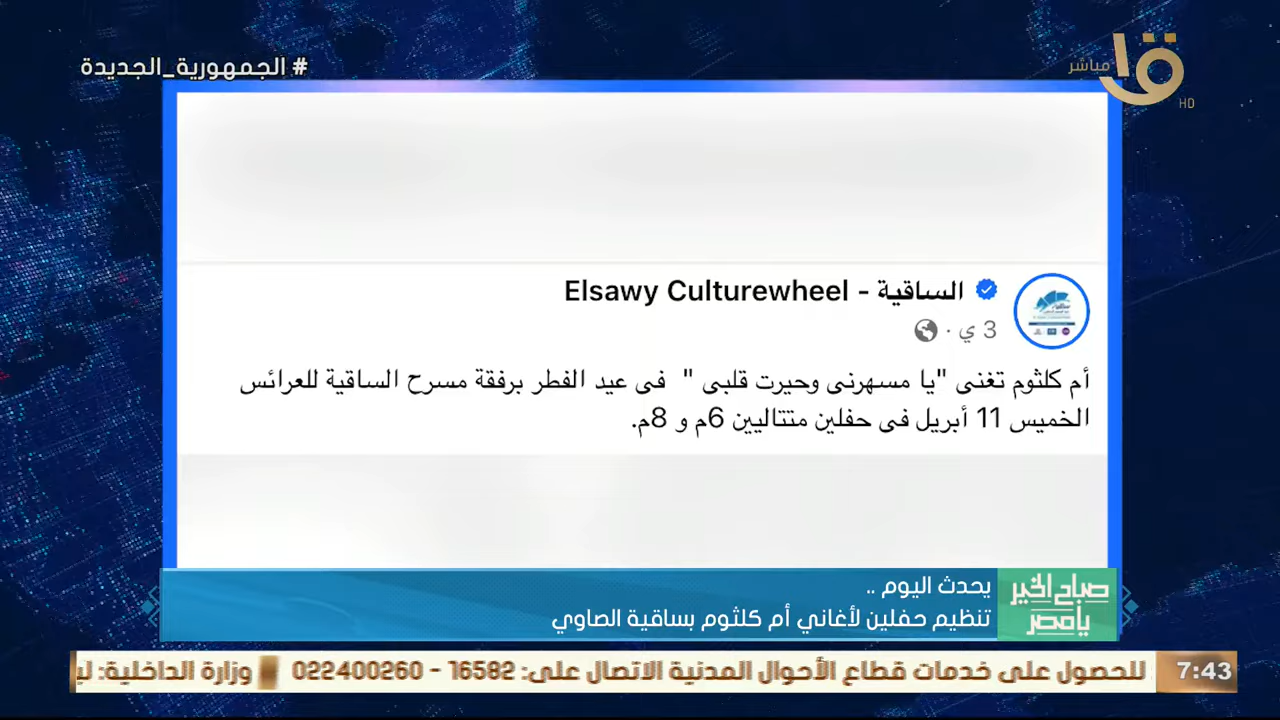 # الجمهورية_الجديدة
مباشر
HD
الساقية - Elsawy Culturewheel
3 ي ·
أم كلثوم تغنى "يا مسهرنى وحيرت قلبى " فى عيد الفطر برفقة مسرح الساقية للعرائس
الخميس 11 أبريل فى حفلين متتاليين 6م و 8م.
صباح الخير
يا مصر
يحدث اليوم ..
تنظيم حفلين لأغاني أم كلثوم بساقية الصاوي
7:43
للحصول على خدمات قطاع الأحوال المدنية الاتصال على: 16582 - 022400260
وزارة الداخلية: